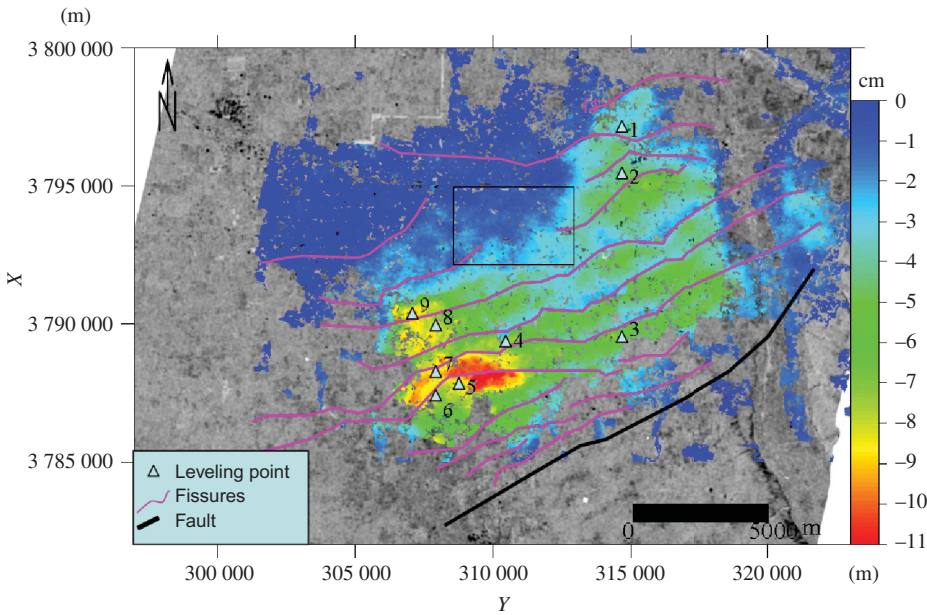 (m)
3 800 000
3 795 000
3 790 000
3 785 000
X
N
1
2
3
4
5
6
7
8
9
Leveling point
Fissures
Fault
0 5000 m
300 000 305 000 310 000 315 000 320 000 (m)
Y
cm
0
−1
−2
−3
−4
−5
−6
−7
−8
−9
−10
−11